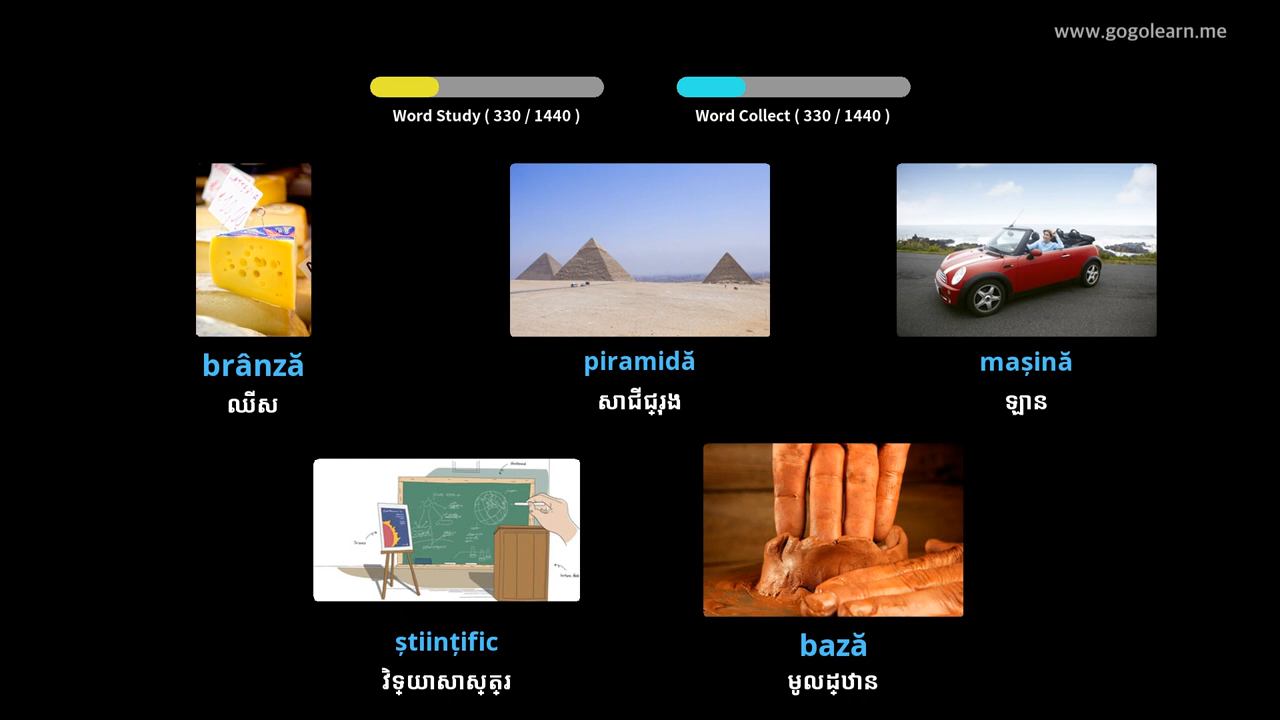 www.gogolearn.me
Word Study ( 330 / 1440 )
Word Collect ( 330 / 1440 )
brânză
ឈីស
piramidă
សាជីជ្រុង
mașină
ឡាន
științific
វិទ្យាសាស្ត្រ
bază
មូលដ្ឋាន